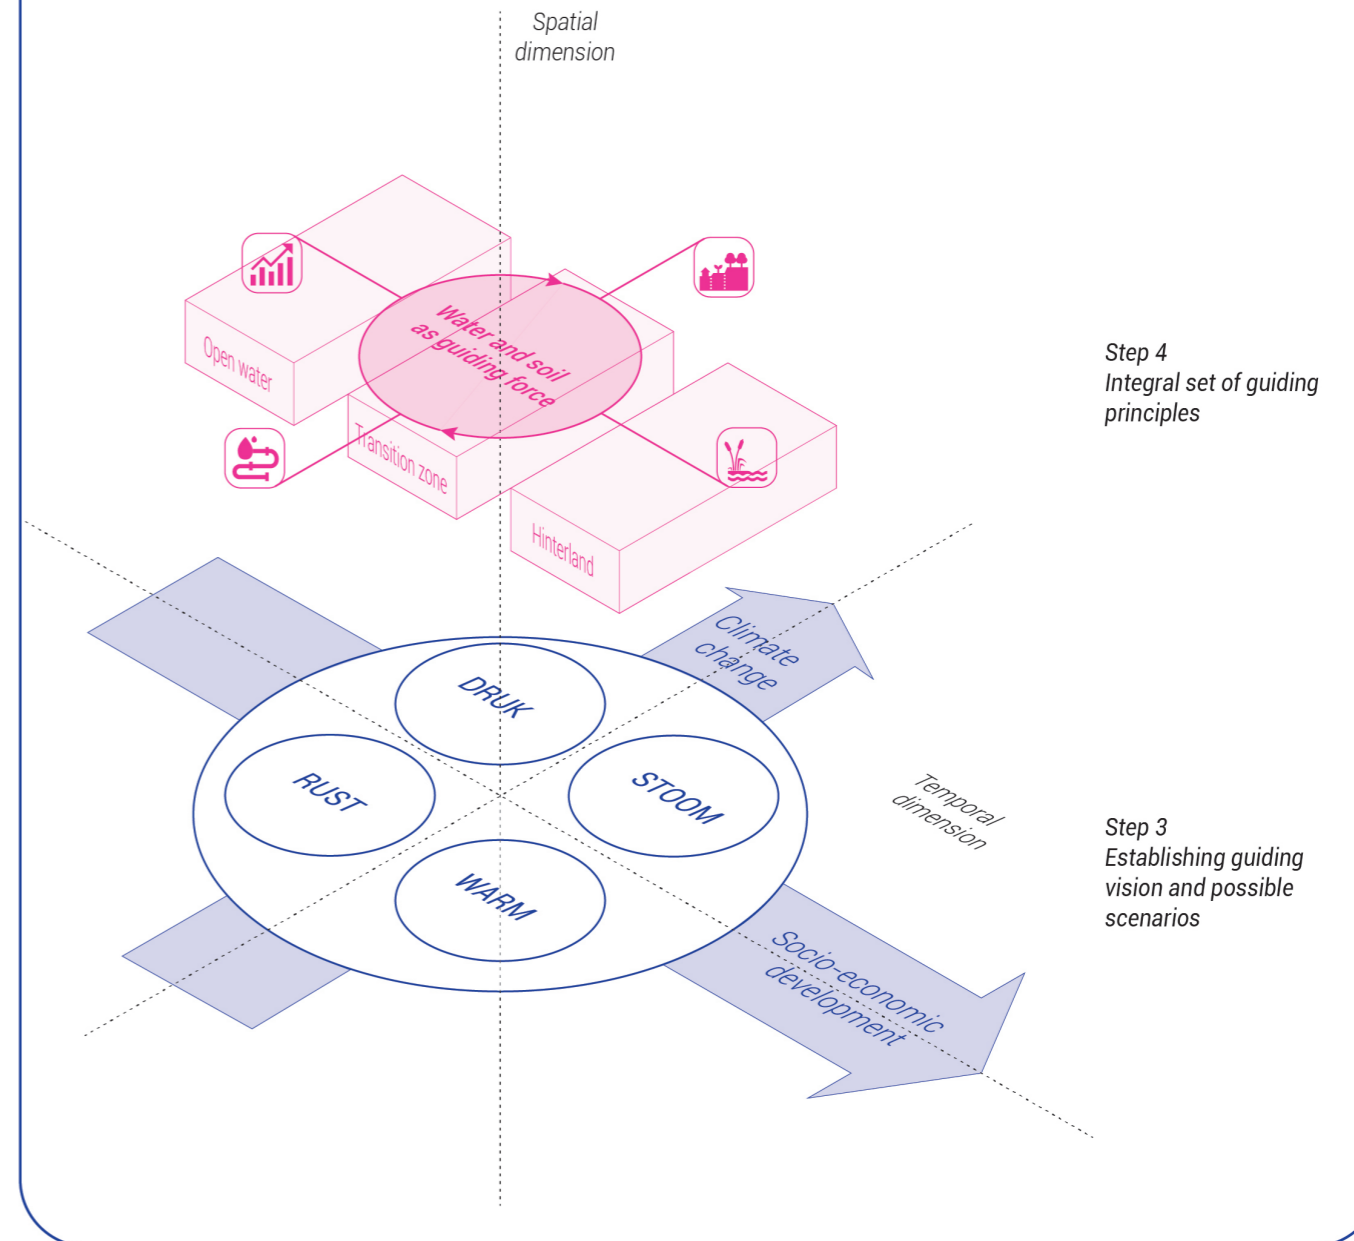 Spatial
dimension
Open water
Water and soil
as guiding force
Transition zone
Hinterland
Step 4
Integral set of guiding
principles
Climate
change
DRUK
RUST
STOOM
WARM
Temporal
dimension
Step 3
Establishing guiding
vision and possible
scenarios
Socio-economic
development